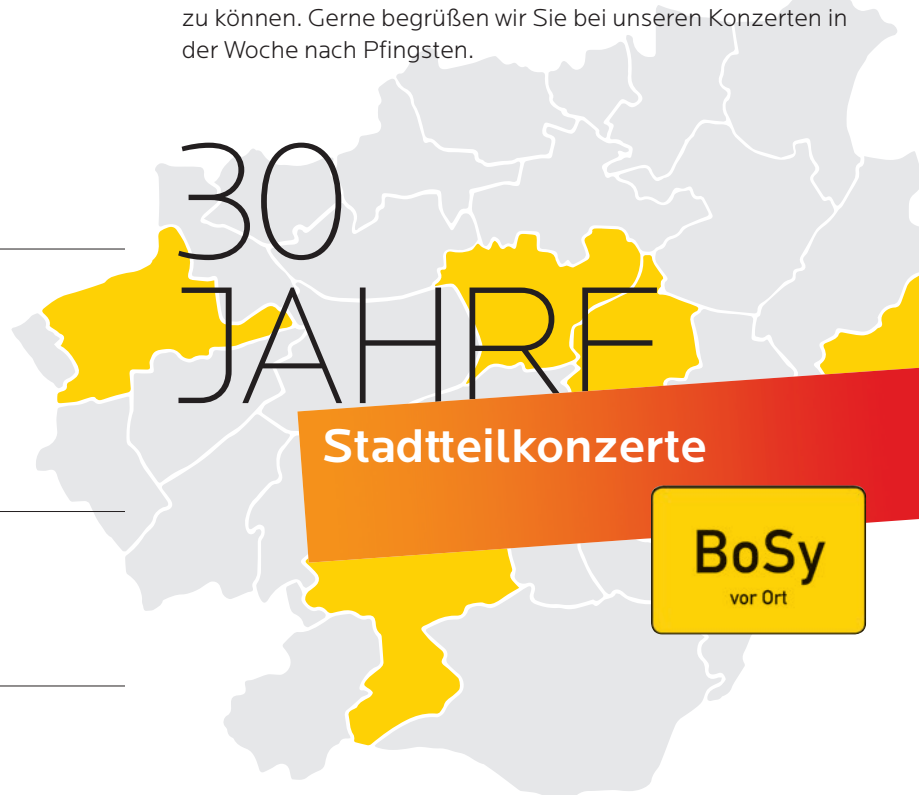 zu können. Gerne begrüßen wir Sie bei unseren Konzerten in
der Woche nach Pfingsten.
30
JAHRE
Stadtteilkonzerte
BoSy
vor Ort